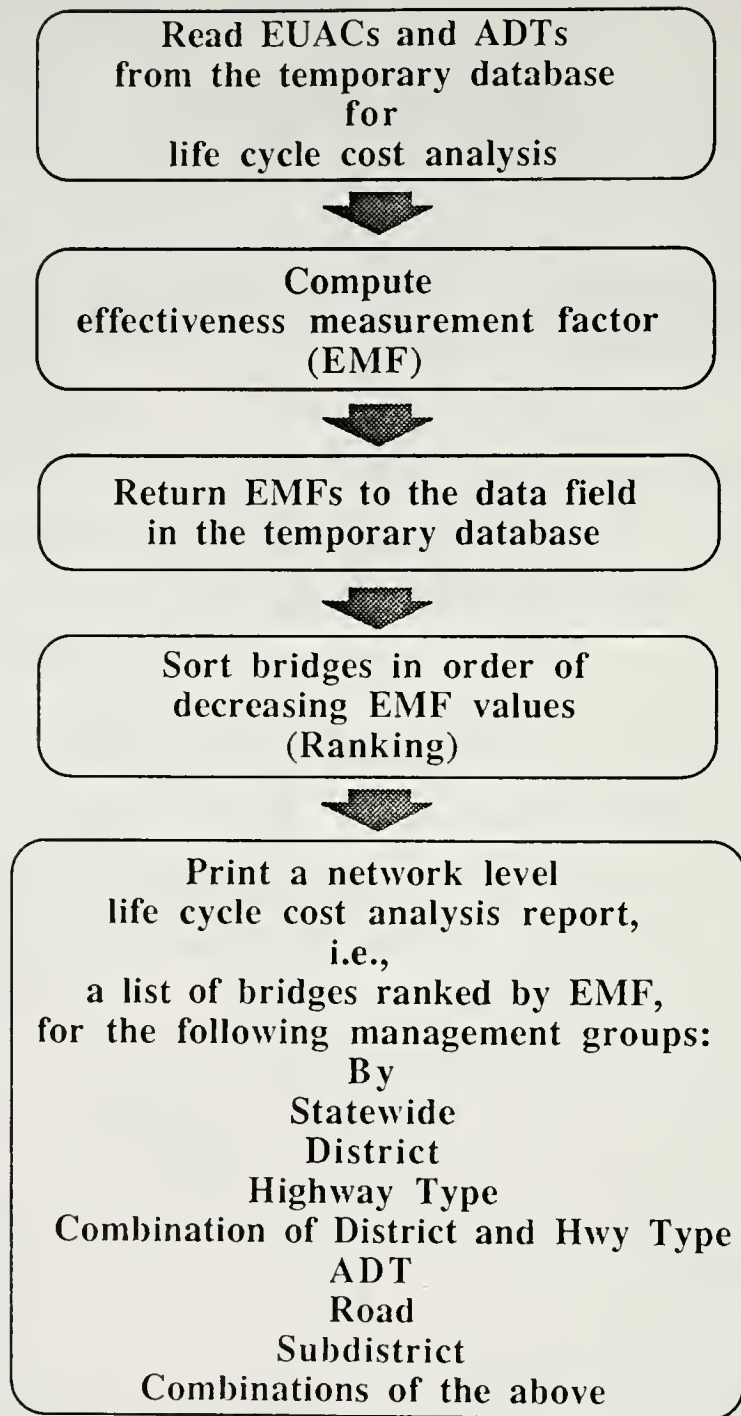 Read EUACs and ADTs
from the temporary database
for
life cycle cost analysis
Compute
effectiveness measurement factor
(EMF)
Return EMFs to the data field
in the temporary database
Sort bridges in order of
decreasing EMF values
(Ranking)
Print a network level
life cycle cost analysis report,
i.e.,
a list of bridges ranked by EMF,
for the following management groups:
By
Statewide
District
Highway Type
Combination of District and Hwy Type
ADT
Road
Subdistrict
Combinations of the above